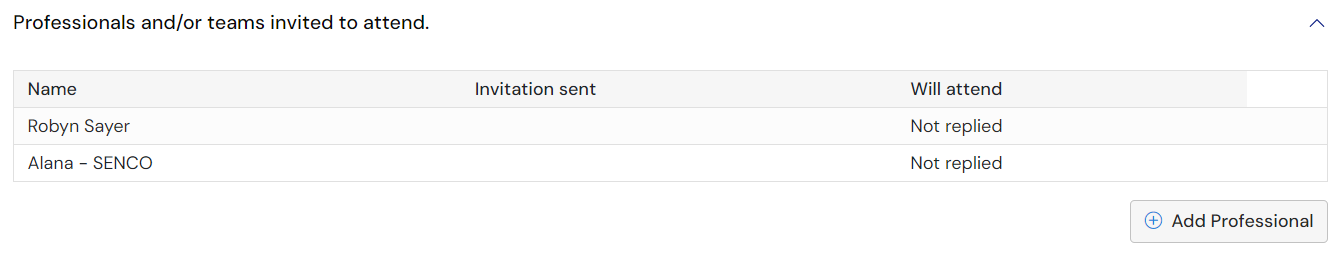 Professionals and/or teams invited to attend.
Name Invitation sent Will attend
Robyn Sayer Not replied
Alana - SENCO Not replied
Add Professional